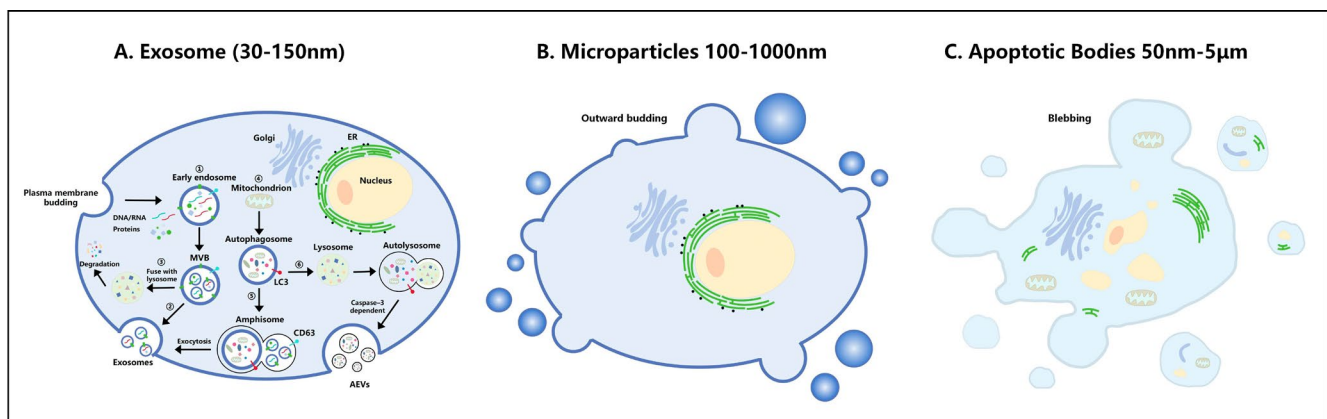 A. Exosome (30-150nm)
B. Microparticles 100-1000nm
C. Apoptotic Bodies 50nm-5μm
Golgi
ER
①
Early endosome
④
Mitochondrion
Nucleus
Plasma membrane
budding
DNA/RNA
Proteins
Autophagosome
Lysosome
Autolysosome
MVB
③
Fuse with
lysosome
Degradation
⑥
LC3
②
⑤
Caspase-3
dependent
Amphisome
CD63
Exocytosis
Exosomes
AEVs
Outward budding
Blebbing